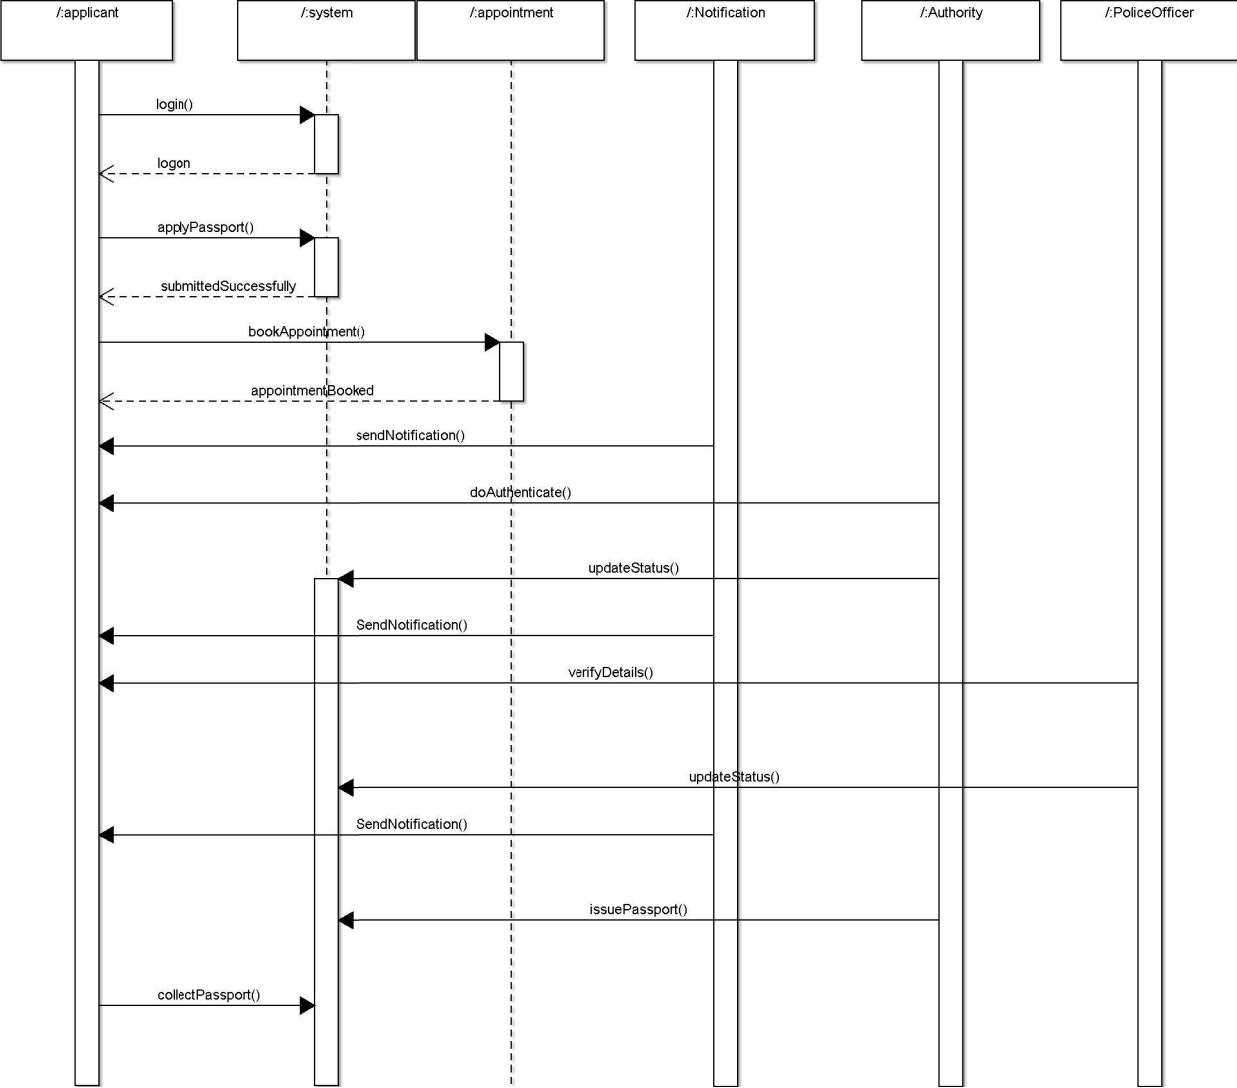 /:applicant
/:system
/:appointment
/:Notification
/:Authority
/:PoliceOfficer
login()
logon
applyPassport()
submittedSuccessfully
bookAppointment()
appointmentBooked
sendNotification()
doAuthenticate()
updateStatus()
SendNotification()
verifyDetails()
updateStatus()
SendNotification()
issuePassport()
collectPassport()